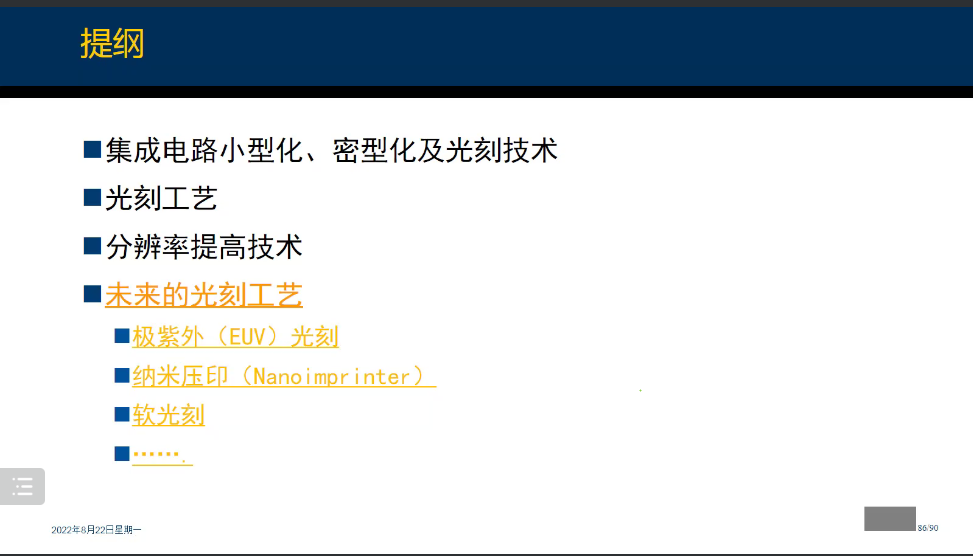 提纲
集成电路小型化、密型化及光刻技术
光刻工艺
分辨率提高技术
未来的光刻工艺
极紫外（EUV）光刻
纳米压印（Nanoimprinter）
软光刻
…….
2022年8月22日星期一
86/90